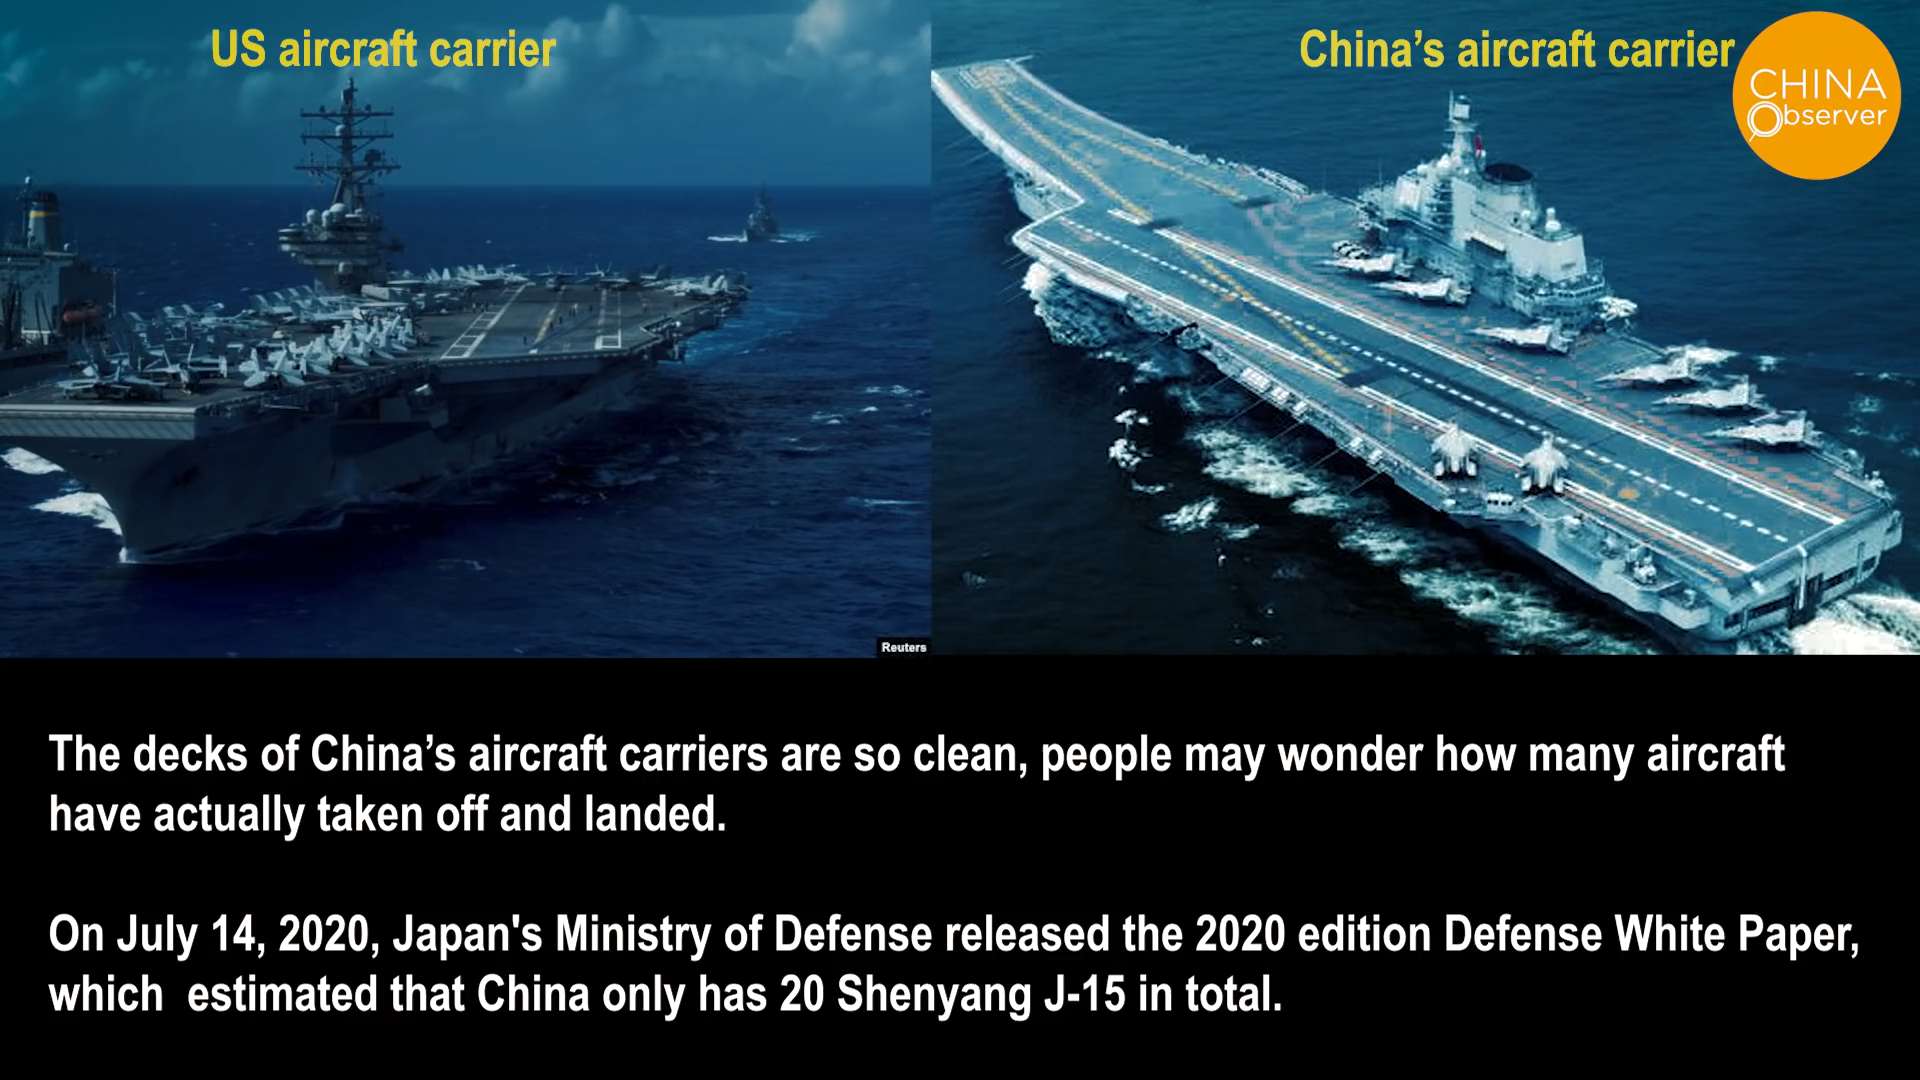 US aircraft carrier
China’s aircraft carrier
CHINA
Observer
Reuters
The decks of China’s aircraft carriers are so clean, people may wonder how many aircraft
have actually taken off and landed.
On July 14, 2020, Japan's Ministry of Defense released the 2020 edition Defense White Paper,
which  estimated that China only has 20 Shenyang J-15 in total.